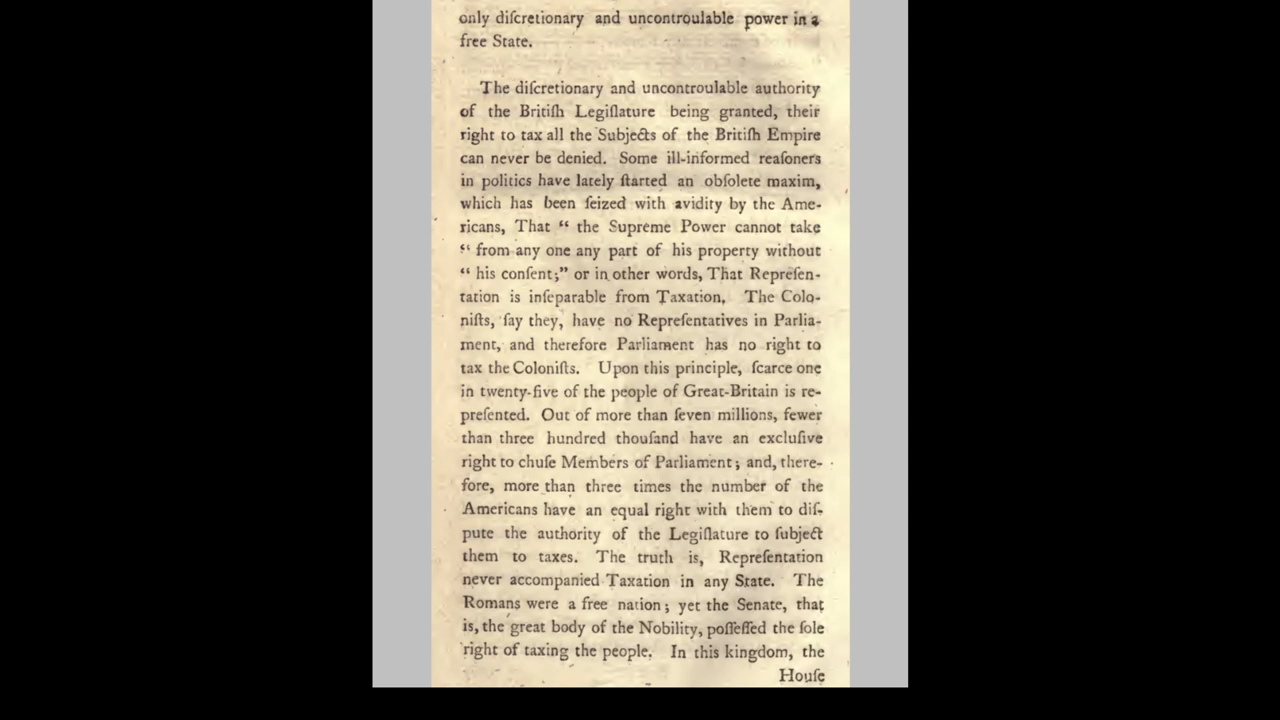 only diſcretionary and uncontroulable power in a
free State.
The diſcretionary and uncontroulable authority
of the Britiſh Legiſlature being granted, their
right to tax all the Subjects of the Britiſh Empire
can never be denied. Some ill-informed reaſoners
in politics have lately ſtarted an obſolete maxim,
which has been ſeized with avidity by the Ame-
ricans, That “ the Supreme Power cannot take
“ from any one any part of his property without
“ his conſent;” or in other words, That Repreſen-
tation is inſeparable from Taxation. The Colo-
niſts, ſay they, have no Repreſentatives in Parlia-
ment, and therefore Parliament has no right to
tax the Coloniſts. Upon this principle, ſcarce one
in twenty-five of the people of Great-Britain is re-
preſented. Out of more than ſeven millions, fewer
than three hundred thouſand have an excluſive
right to chuſe Members of Parliament; and, there-
fore, more than three times the number of the
Americans have an equal right with them to diſ-
pute the authority of the Legiſlature to ſubject
them to taxes. The truth is, Repreſentation
never accompanied Taxation in any State. The
Romans were a free nation; yet the Senate, that
is, the great body of the Nobility, poſſeſſed the ſole
right of taxing the people. In this kingdom, the
Houſe